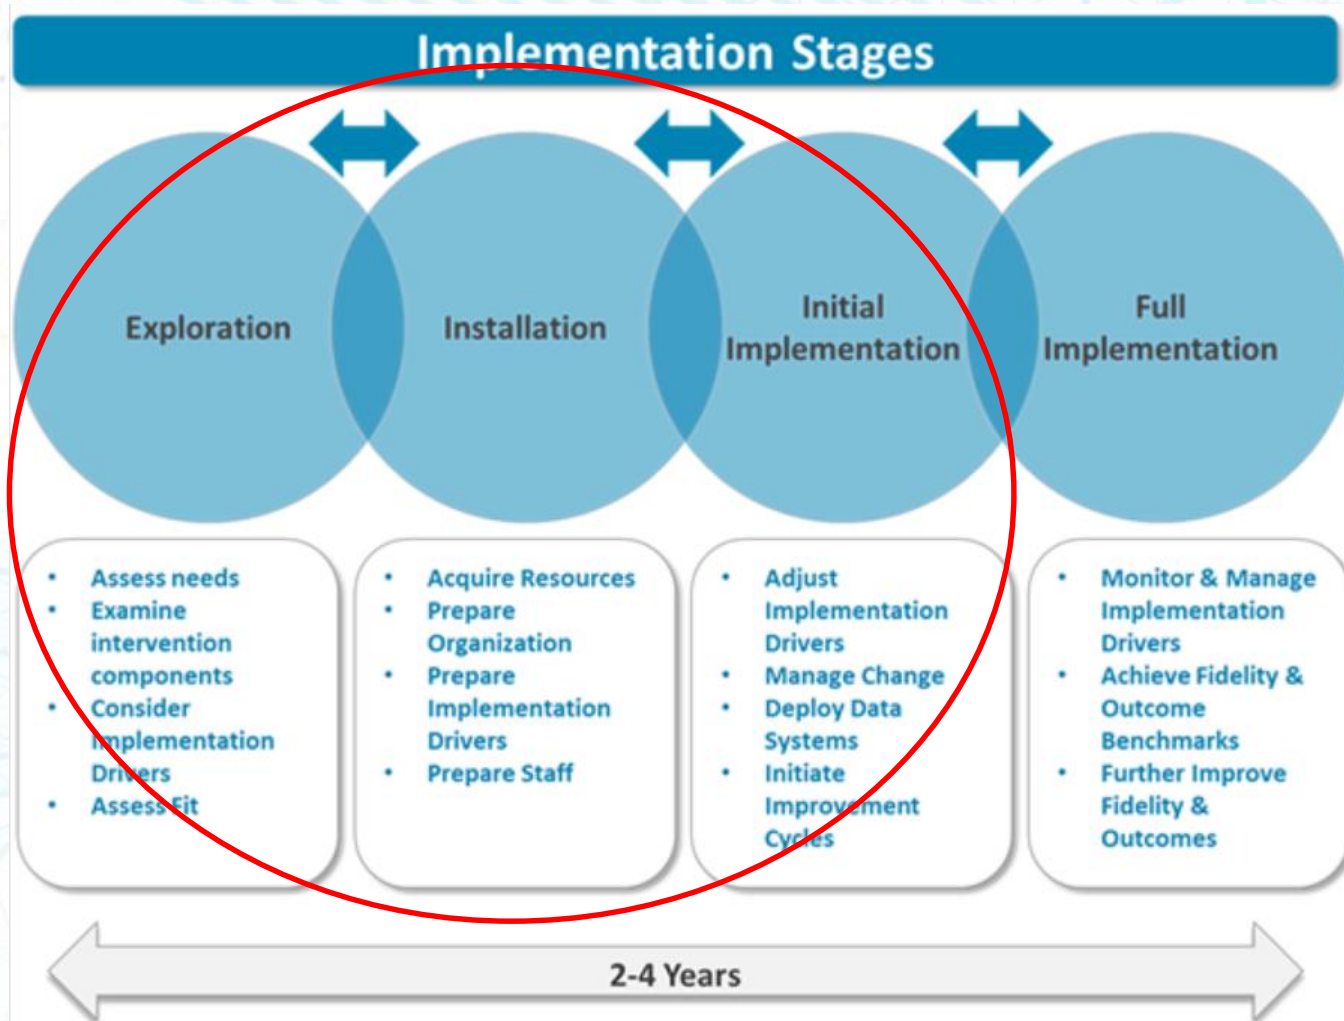 Implementation Stages
Exploration
Installation
Initial
Implementation
Full
Implementation
• Assess needs
• Examine
intervention
components
• Consider
Implementation
Drivers
• Assess Fit
• Acquire Resources
• Prepare
Organization
• Prepare
Implementation
Drivers
• Prepare Staff
• Adjust
Implementation
Drivers
• Manage Change
• Deploy Data
Systems
• Initiate
Improvement
Cycles
• Monitor & Manage
Implementation
Drivers
• Achieve Fidelity &
Outcome
Benchmarks
• Further Improve
Fidelity &
Outcomes
2-4 Years